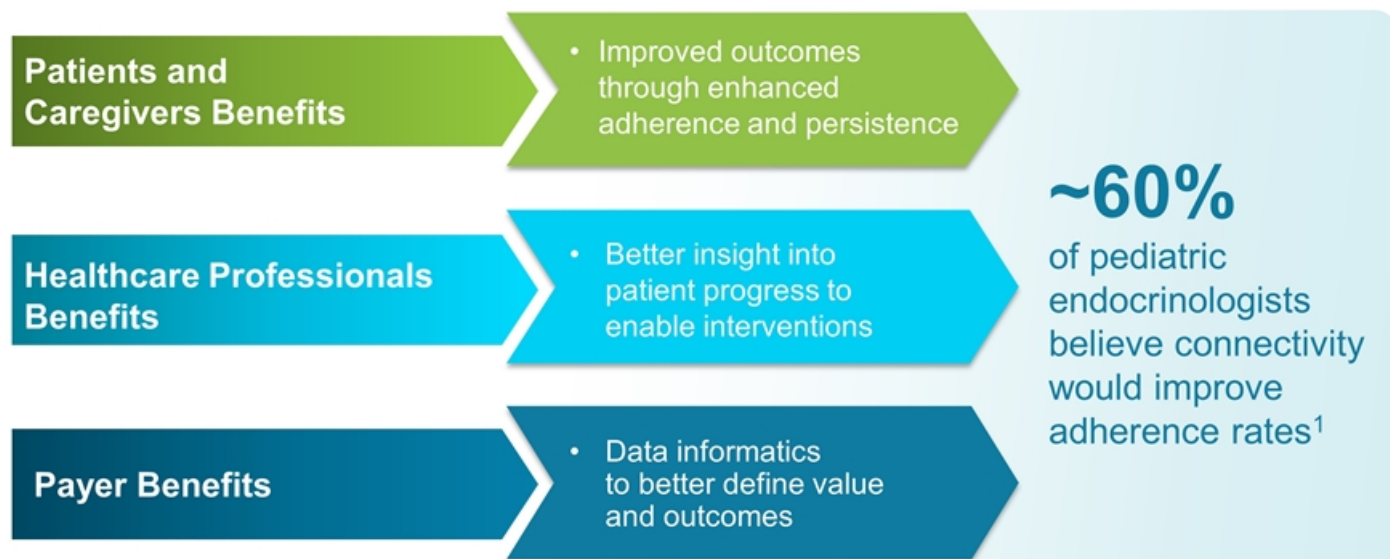 Patients and
Caregivers Benefits
• Improved outcomes
through enhanced
adherence and persistence
Healthcare Professionals
Benefits
• Better insight into
patient progress to
enable interventions
Payer Benefits
• Data informatics
to better define value
and outcomes
~60%
of pediatric
endocrinologists
believe connectivity
would improve
adherence rates¹